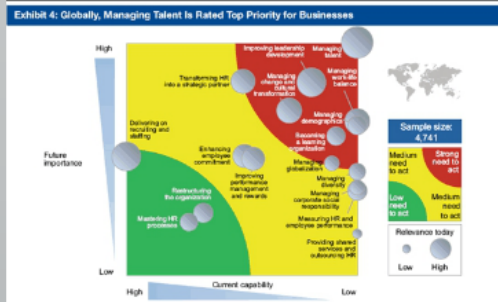 Exhibit 4: Globally, Managing Talent Is Rated Top Priority for Businesses
High
Future
importance
Low
Improving leadership
development
Managing
talent
Transforming HR
into a strategic partner
Managing
change and
cultural
transformation
Managing
work-life
balance
Managing
demographics
Delivering on
recruiting and
staffing
Becoming
a learning
organization
Enhancing
employee
commitment
Managing
globalization
Improving
performance
management
and rewards
Managing
diversity
Restructuring
the organization
Managing
corporate social
responsibility
Mastering HR
processes
Measuring HR and
employee performance
Providing shared
services and
outsourcing HR
High
Current capability
Low
Sample size:
4,741
Medium
need
to act
Strong
need to
act
Low
need
to act
Medium
need
to act
Relevance today
Low
High